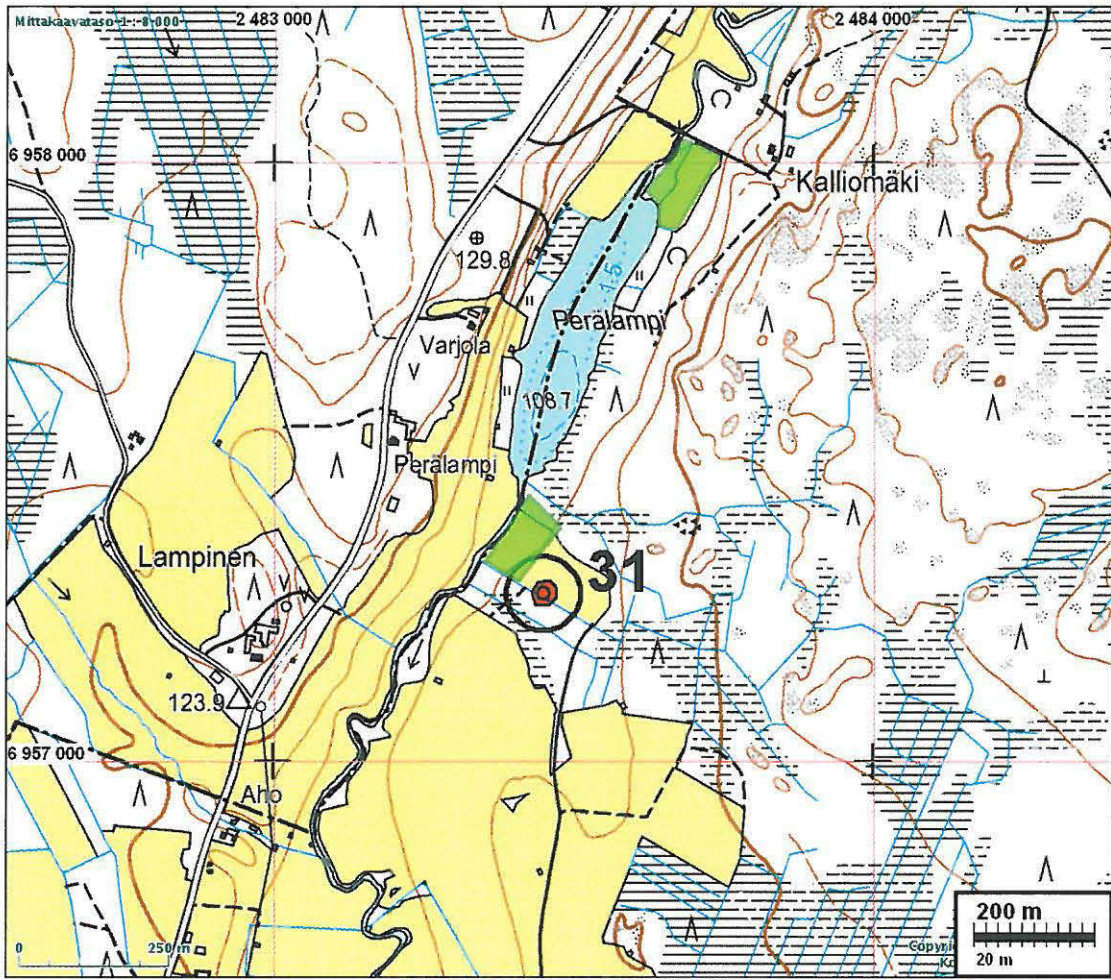 Mittakaavataso 1 : 8 000
2 483 000
2 484 000
6 958 000
Kalliomäki
129.8
1.5
Perälampi
Varjola
108.7
Perälampi
31
Lampinen
123.9
6 957 000
Aho
200 m
20 m
0 250 m